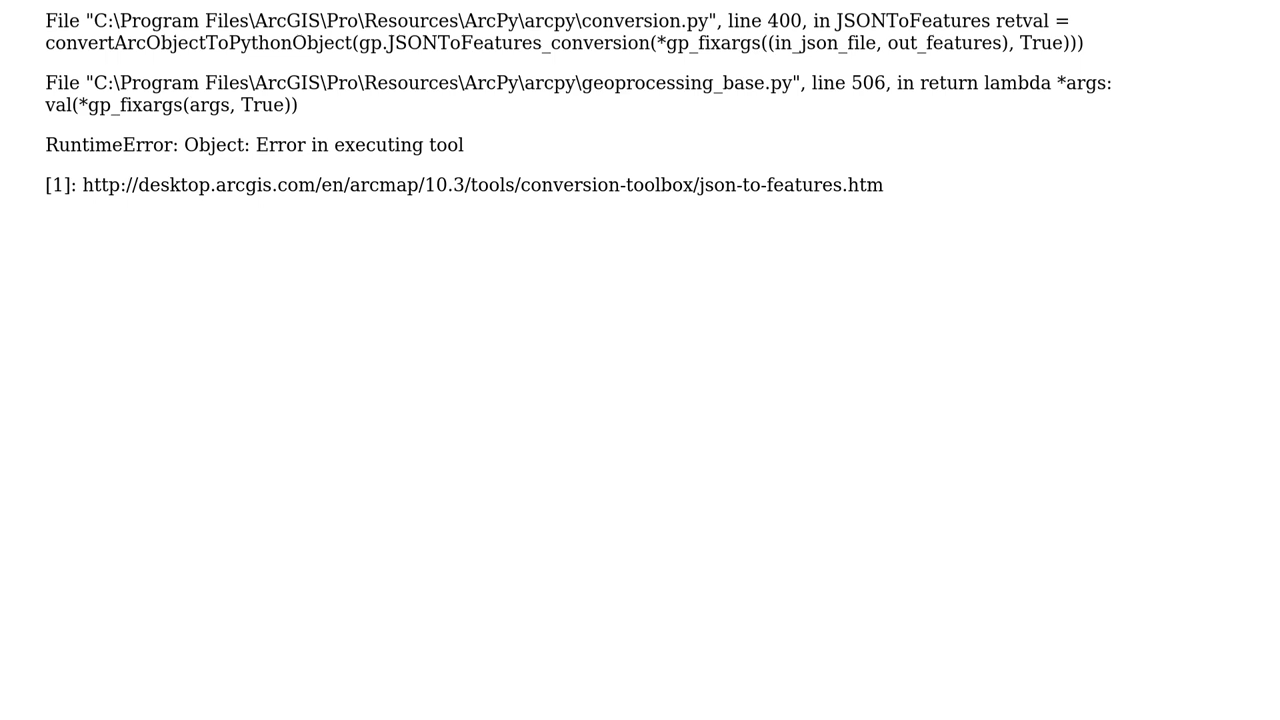 File "C:\Program Files\ArcGIS\Pro\Resources\ArcPy\arcpy\conversion.py", line 400, in JSONToFeatures retval =
convertArcObjectToPythonObject(gp.JSONToFeatures_conversion(*gp_fixargs((in_json_file, out_features), True)))
File "C:\Program Files\ArcGIS\Pro\Resources\ArcPy\arcpy\geoprocessing_base.py", line 506, in return lambda *args:
val(*gp_fixargs(args, True))
RuntimeError: Object: Error in executing tool
[1]: http://desktop.arcgis.com/en/arcmap/10.3/tools/conversion-toolbox/json-to-features.htm